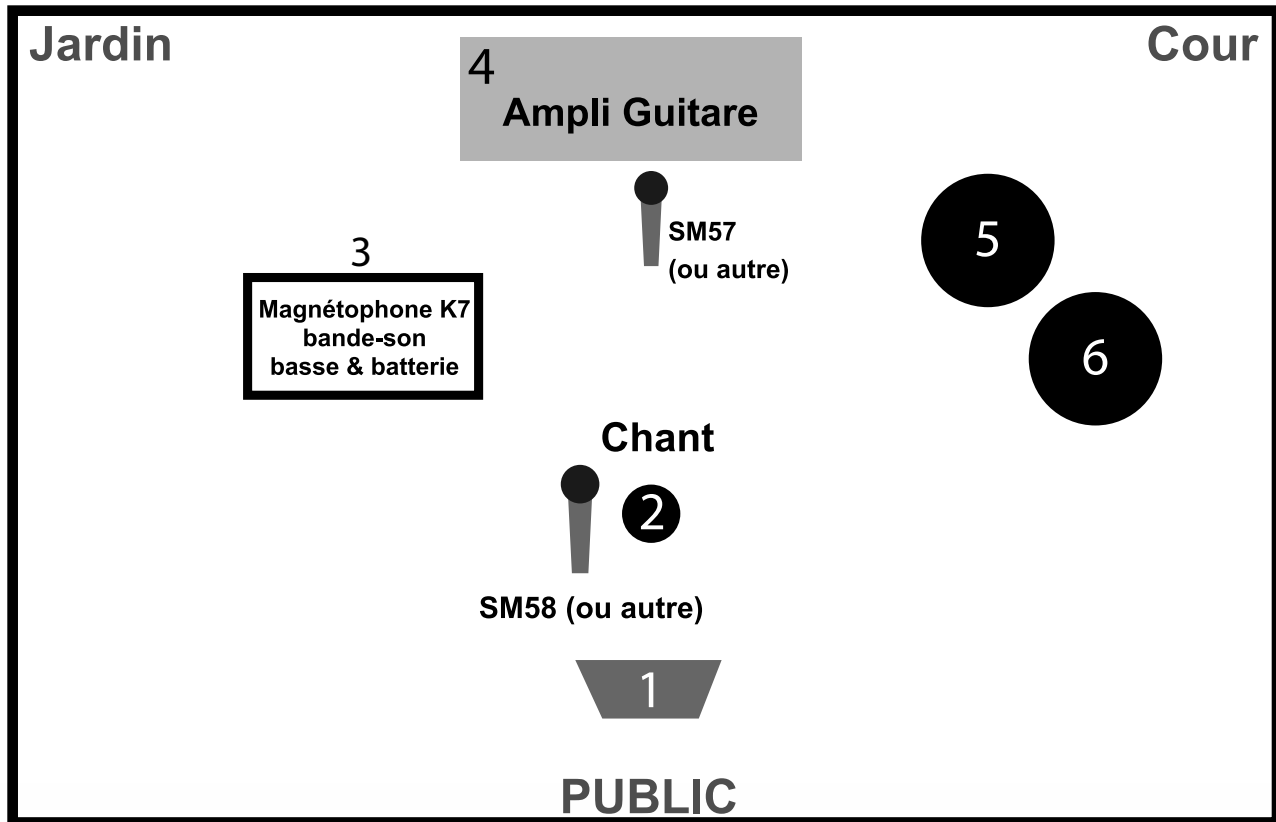 Jardin
Cour
4
Ampli Guitare
SM57
(ou autre)
5
3
Magnétophone K7
bande-son
basse & batterie
6
Chant
2
SM58 (ou autre)
1
PUBLIC